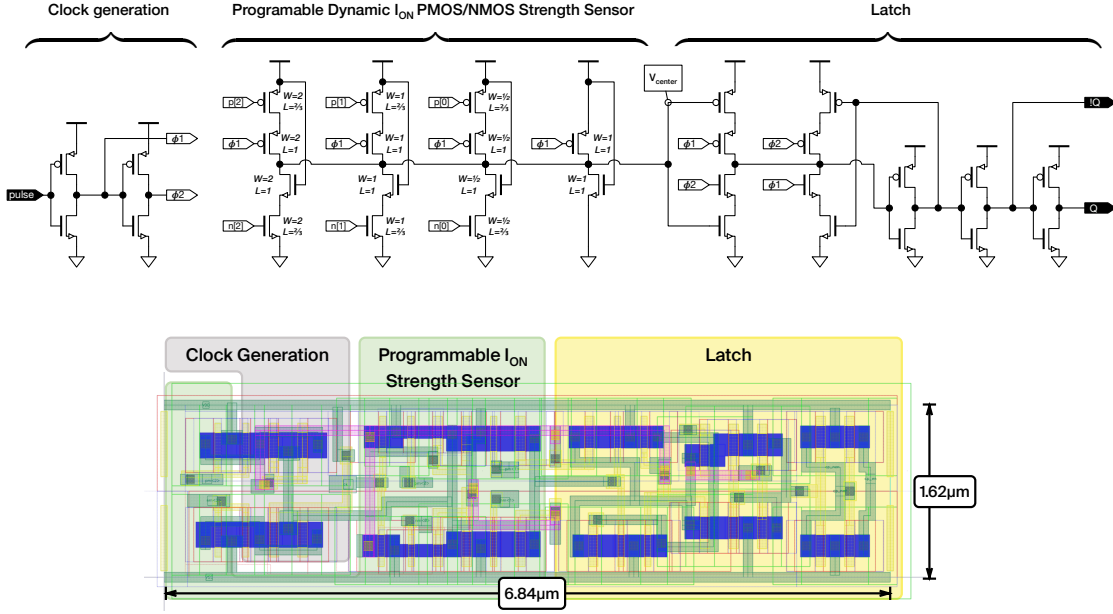 Clock generation
Programable Dynamic I_ON PMOS/NMOS Strength Sensor
Latch
V_center
p[2]
W=2
L=⅔
p[1]
W=1
L=⅔
p[0]
W=½
L=⅔
!Q
ϕ1
ϕ1
W=2
L=1
ϕ1
W=1
L=1
ϕ1
W=½
L=1
ϕ1
W=1
L=1
ϕ1
ϕ2
pulse
ϕ2
W=2
L=1
W=1
L=1
W=½
L=1
W=1
L=1
ϕ2
ϕ1
Q
n[2]
W=2
L=⅔
n[1]
W=1
L=⅔
n[0]
W=½
L=⅔
Clock Generation
Programmable I_ON
Strength Sensor
Latch
1.62μm
6.84μm